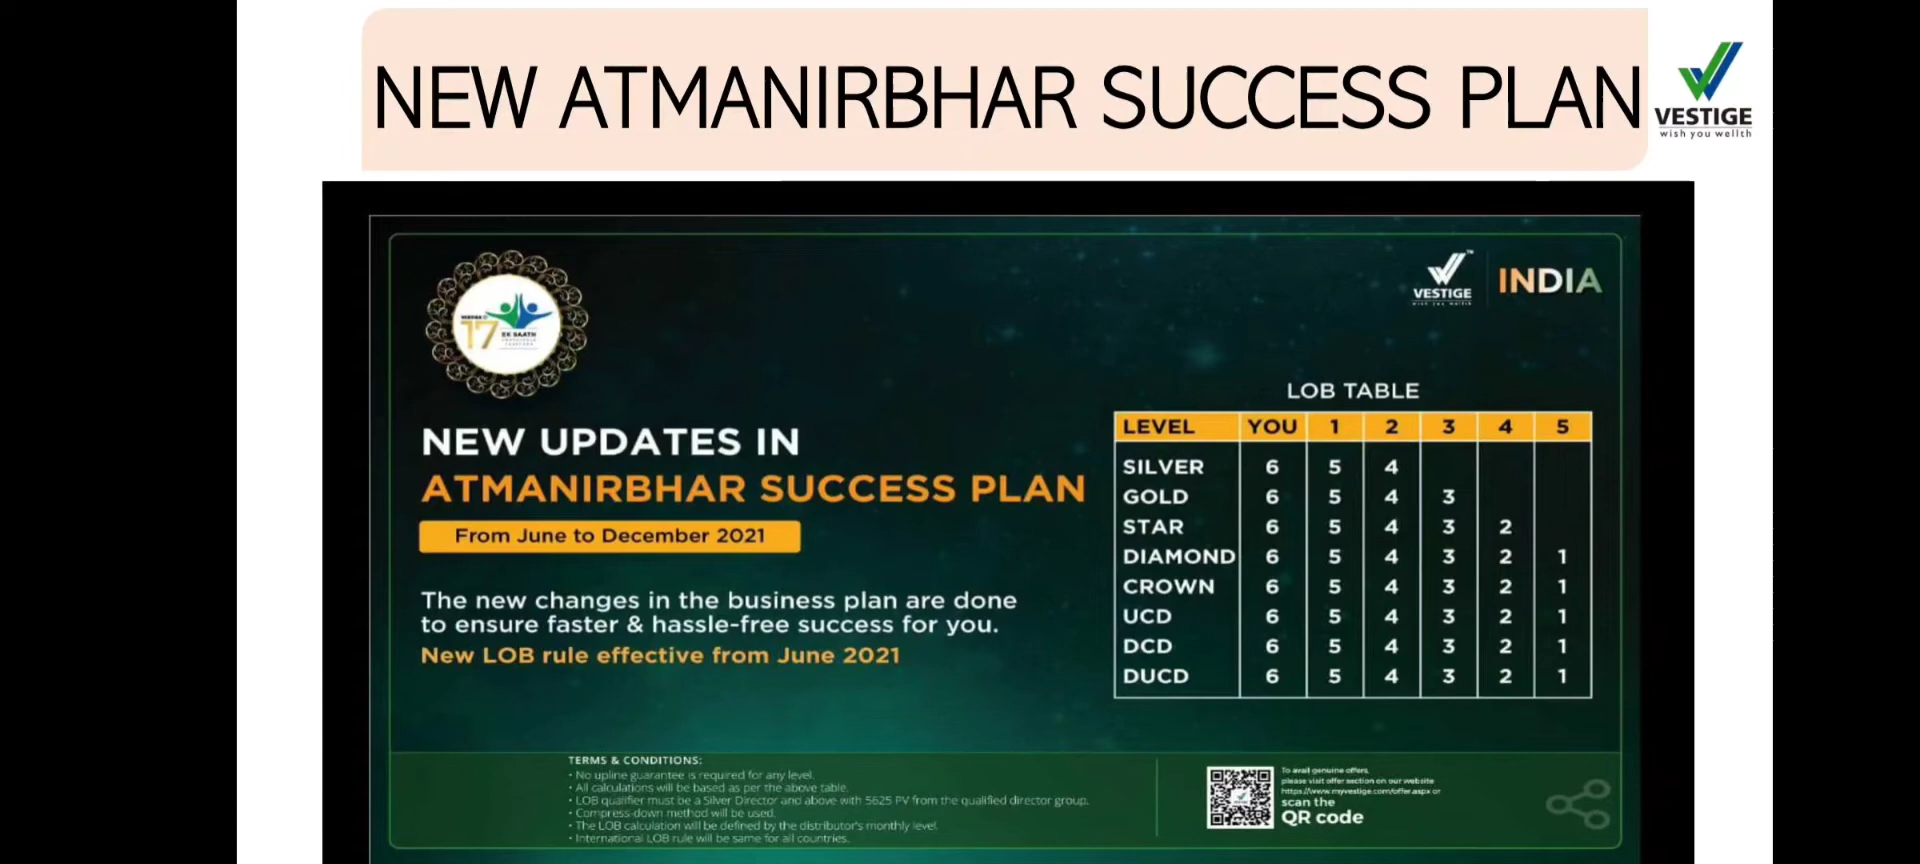 NEW ATMANIRBHAR SUCCESS PLAN
VESTIGE
wish you wellth
17
EK SAATH
VESTIGE
INDIA
LOB TABLE
LEVEL YOU 1 2 3 4 5
SILVER 6 5 4
GOLD 6 5 4 3
STAR 6 5 4 3 2
DIAMOND 6 5 4 3 2 1
CROWN 6 5 4 3 2 1
UCD 6 5 4 3 2 1
DCD 6 5 4 3 2 1
DUCD 6 5 4 3 2 1
NEW UPDATES IN
ATMANIRBHAR SUCCESS PLAN
From June to December 2021
The new changes in the business plan are done
to ensure faster & hassle-free success for you.
New LOB rule effective from June 2021
TERMS & CONDITIONS:
• No upline guarantee is required for any level.
• All calculations will be based as per the above table.
• LOB qualifier must be a Silver Director and above with 5625 PV from the qualified director group.
• Compress-down method will be used.
• The LOB calculation will be defined by the distributor's monthly level.
• International LOB rule will be same for all countries.
To avail genuine offers,
please visit offer section on our website
https://www.myvestige.com/offer.aspx or
scan the
QR code